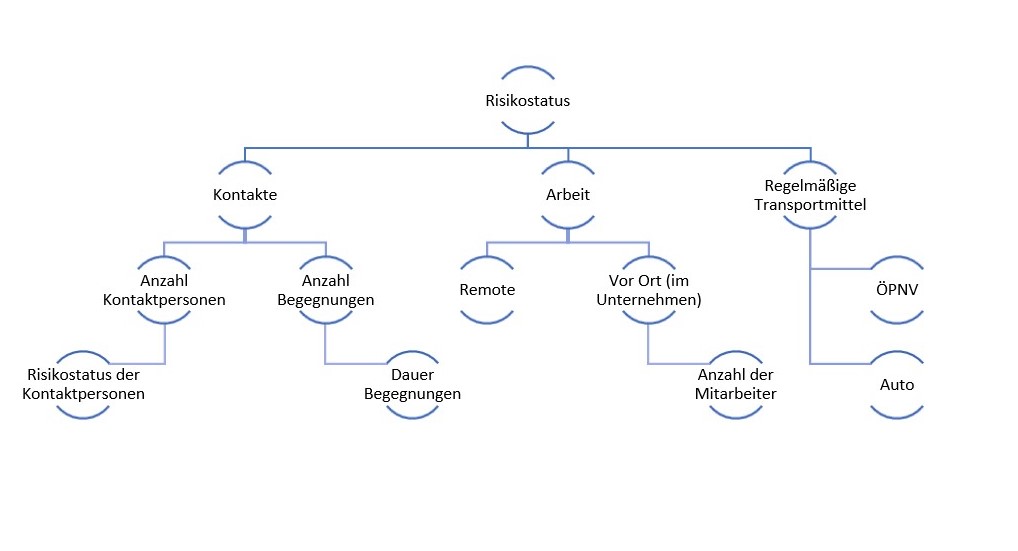 Risikostatus
Kontakte
Arbeit
Regelmäßige
Transportmittel
Anzahl
Kontaktpersonen
Anzahl
Begegnungen
Remote
Vor Ort (im
Unternehmen)
ÖPNV
Risikostatus der
Kontaktpersonen
Dauer
Begegnungen
Anzahl der
Mitarbeiter
Auto